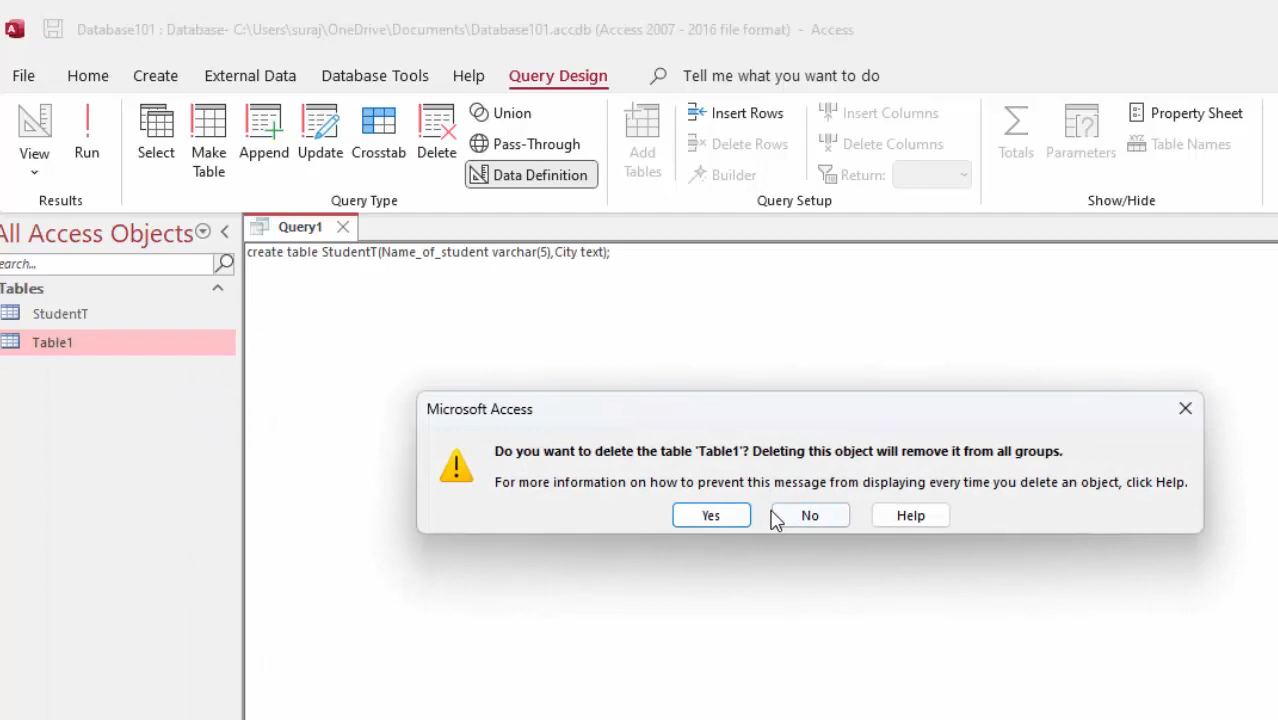 Database101 : Database- C:\Users\suraj\OneDrive\Documents\Database101.accdb (Access 2007 - 2016 file format) - Access
File Home Create External Data Database Tools Help Query Design Tell me what you want to do
View Run Select Make Table Append Update Crosstab Delete
Union
Pass-Through
Data Definition
Add Tables
Insert Rows
Delete Rows
Builder
Insert Columns
Delete Columns
Return:
Totals Parameters
Property Sheet
Table Names
Results Query Type Query Setup Show/Hide
All Access Objects
earch...
Tables
StudentT
Table1
Query1
create table StudentT(Name_of_student varchar(5),City text);
Microsoft Access
Do you want to delete the table 'Table1'? Deleting this object will remove it from all groups.
For more information on how to prevent this message from displaying every time you delete an object, click Help.
Yes No Help